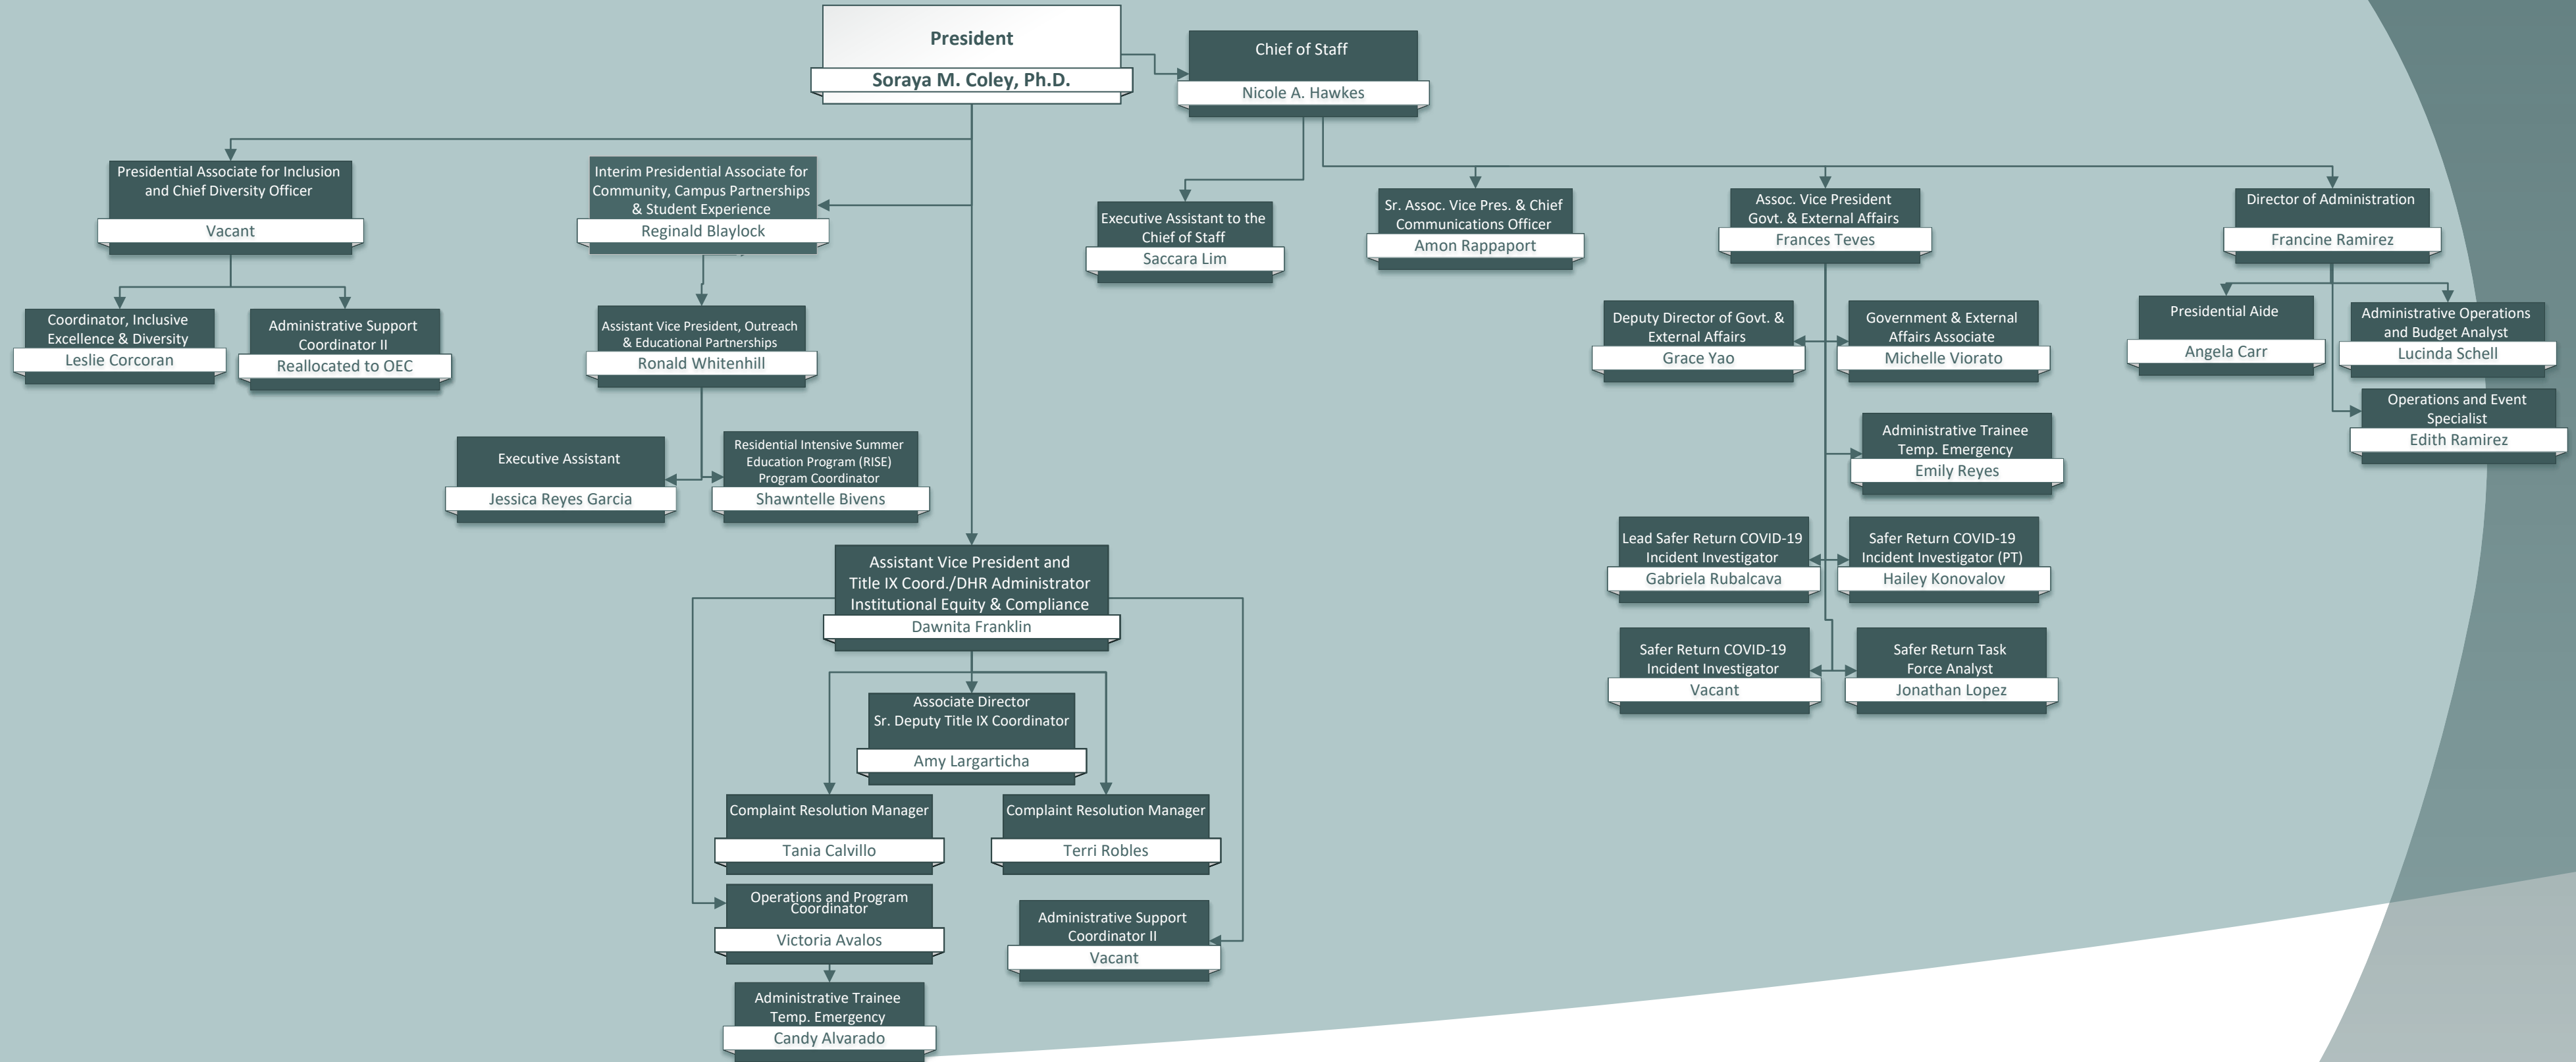 President
Soraya M. Coley, Ph.D.
Chief of Staff
Nicole A. Hawkes
Presidential Associate for Inclusion
and Chief Diversity Officer
Vacant
Interim Presidential Associate for
Community, Campus Partnerships
& Student Experience
Reginald Blaylock
Executive Assistant to the
Chief of Staff
Saccara Lim
Sr. Assoc. Vice Pres. & Chief
Communications Officer
Amon Rappaport
Assoc. Vice President
Govt. & External Affairs
Frances Teves
Director of Administration
Francine Ramirez
Coordinator, Inclusive
Excellence & Diversity
Leslie Corcoran
Administrative Support
Coordinator II
Reallocated to OEC
Assistant Vice President, Outreach
& Educational Partnerships
Ronald Whitenhill
Deputy Director of Govt. &
External Affairs
Grace Yao
Government & External
Affairs Associate
Michelle Viorato
Presidential Aide
Angela Carr
Administrative Operations
and Budget Analyst
Lucinda Schell
Operations and Event
Specialist
Edith Ramirez
Executive Assistant
Jessica Reyes Garcia
Residential Intensive Summer
Education Program (RISE)
Program Coordinator
Shawntelle Bivens
Administrative Trainee
Temp. Emergency
Emily Reyes
Assistant Vice President and
Title IX Coord./DHR Administrator
Institutional Equity & Compliance
Dawnita Franklin
Lead Safer Return COVID-19
Incident Investigator
Gabriela Rubalcava
Safer Return COVID-19
Incident Investigator (PT)
Hailey Konovalov
Safer Return COVID-19
Incident Investigator
Vacant
Safer Return Task
Force Analyst
Jonathan Lopez
Associate Director
Sr. Deputy Title IX Coordinator
Amy Largarticha
Complaint Resolution Manager
Tania Calvillo
Complaint Resolution Manager
Terri Robles
Operations and Program
Coordinator
Victoria Avalos
Administrative Support
Coordinator II
Vacant
Administrative Trainee
Temp. Emergency
Candy Alvarado